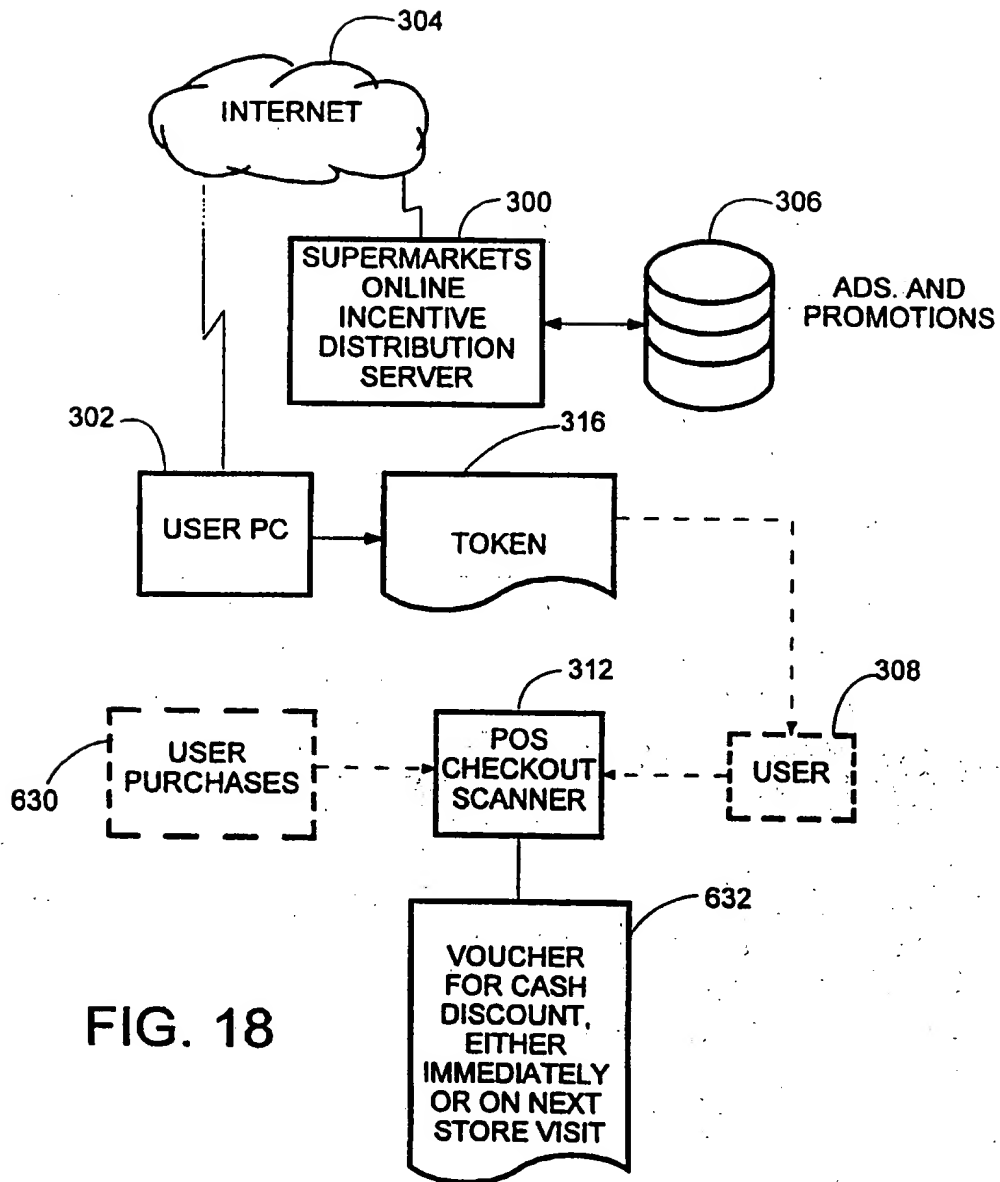 304
INTERNET
300
306
SUPERMARKETS
ONLINE
INCENTIVE
DISTRIBUTION
SERVER
ADS. AND
PROMOTIONS
302
316
USER PC
TOKEN
312
308
USER
PURCHASES
POS
CHECKOUT
SCANNER
USER
630
632
VOUCHER
FOR CASH
DISCOUNT,
EITHER
IMMEDIATELY
OR ON NEXT
STORE VISIT
FIG. 18